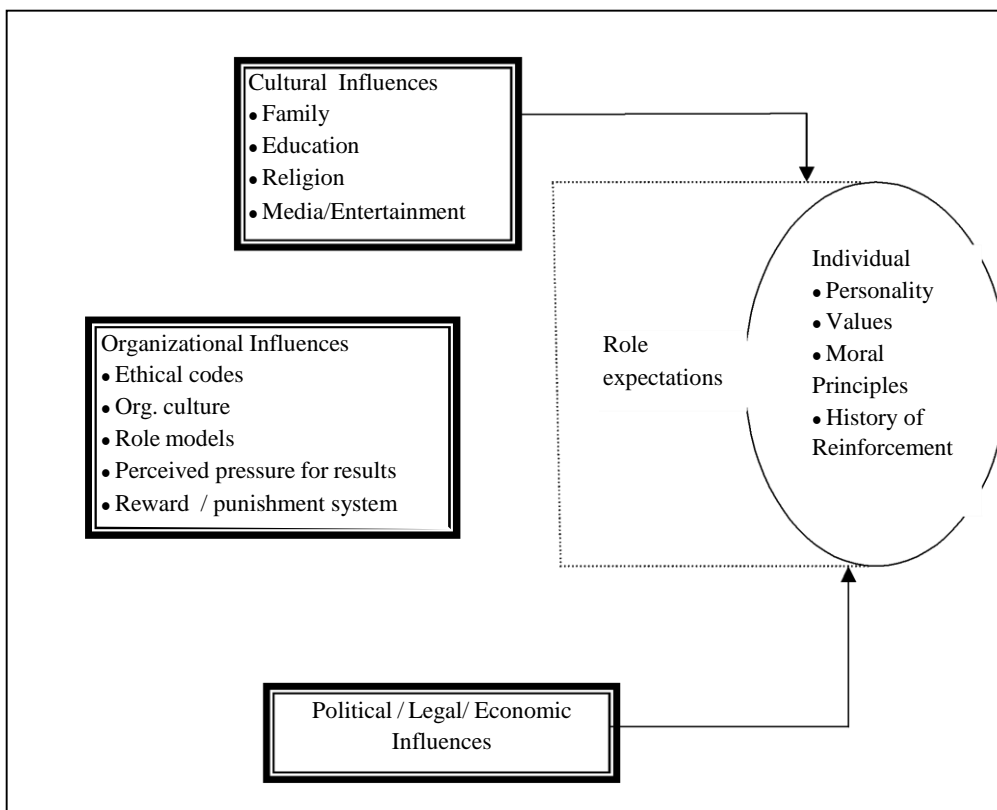 Cultural Influences
● Family
● Education
● Religion
● Media/Entertainment
Organizational Influences
● Ethical codes
● Org. culture
● Role models
● Perceived pressure for results
● Reward / punishment system
Role
expectations
Individual
● Personality
● Values
● Moral
Principles
● History of
Reinforcement
Political / Legal/ Economic
Influences